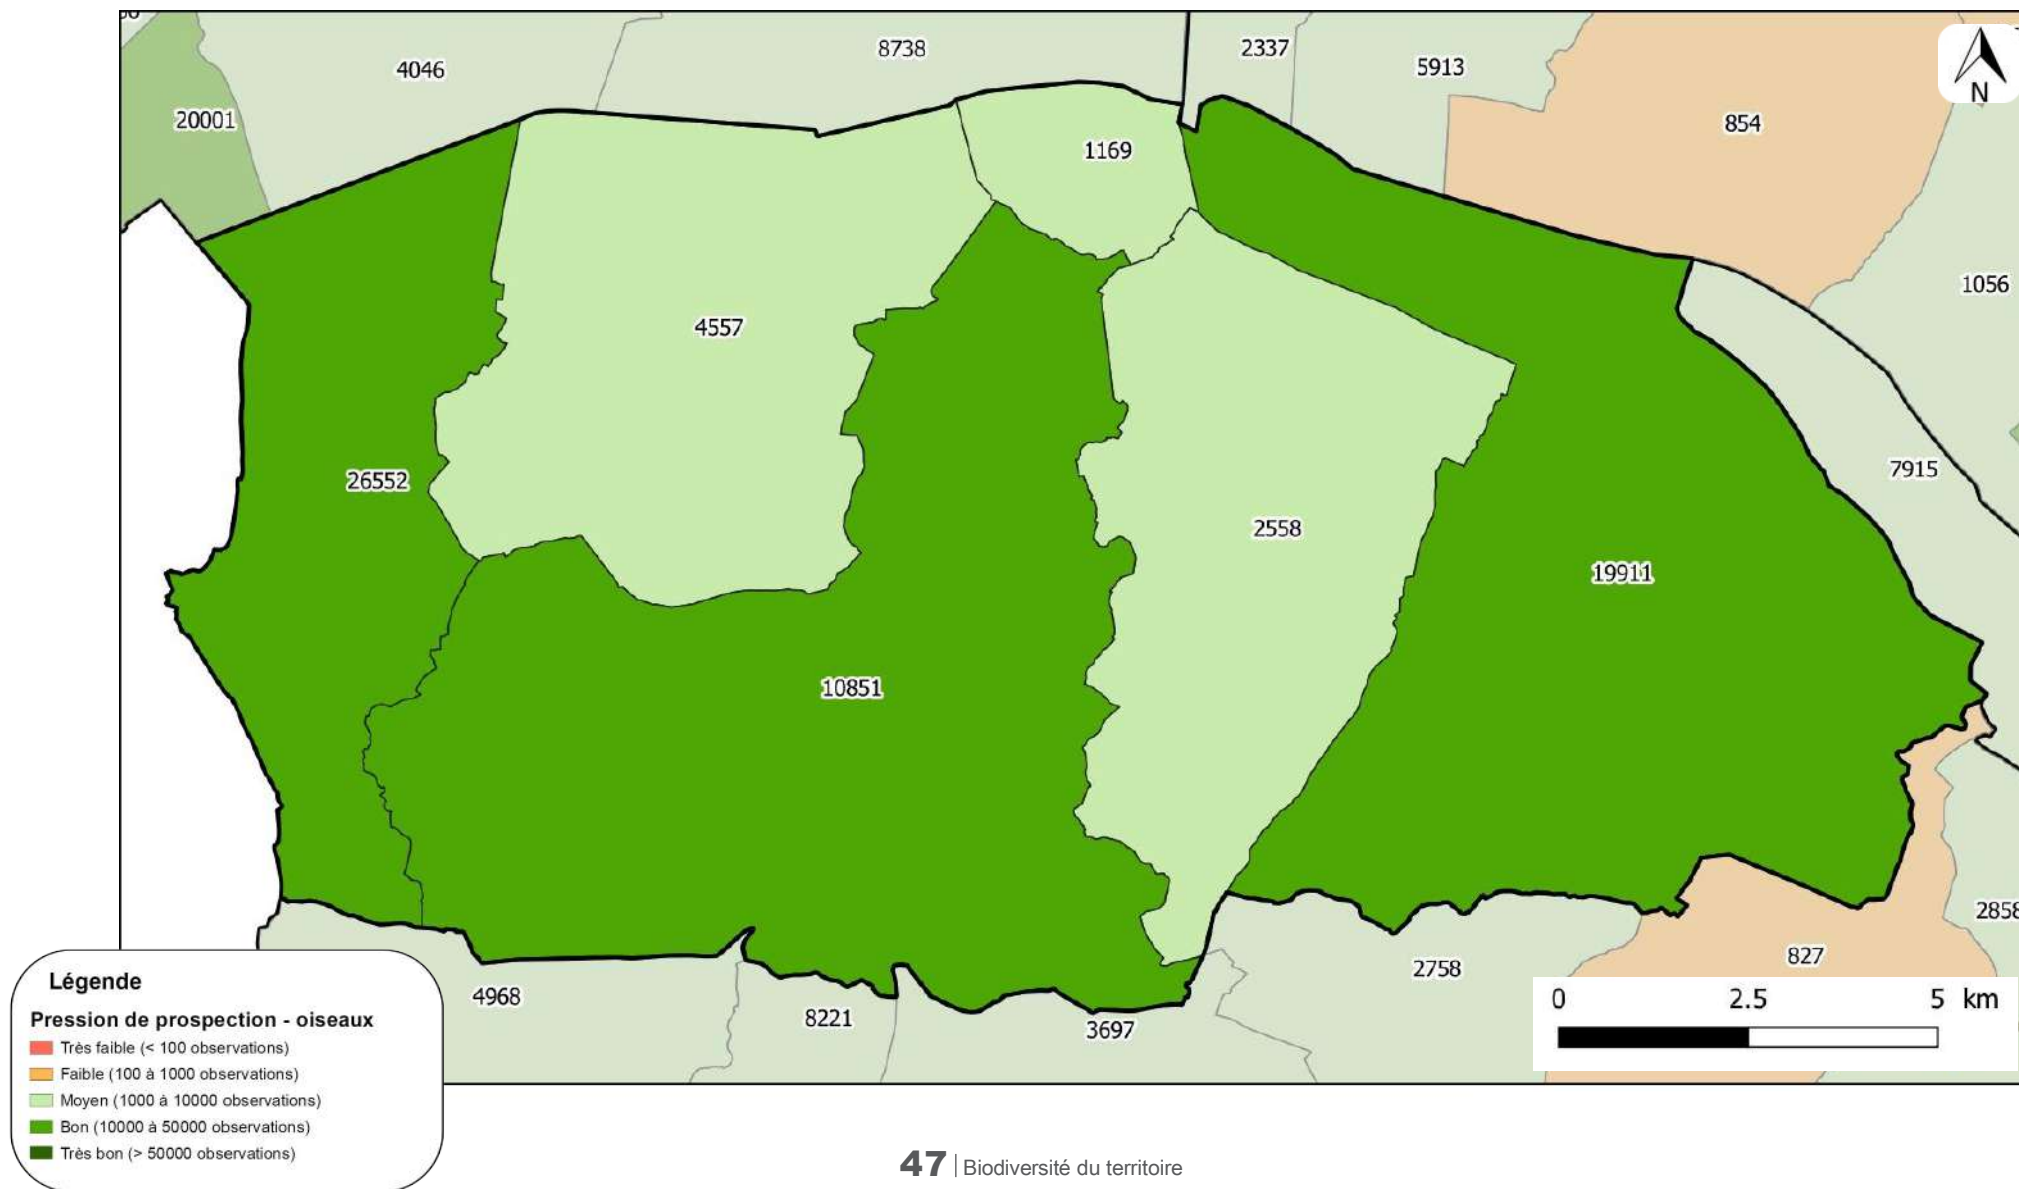 8738
2337
4046
5913
20001
854
N
1169
1056
4557
7915
26552
2558
19911
10851
2858
827
2758
4968
8221
3697
0 2.5 5 km
Légende
Pression de prospection - oiseaux
Très faible (< 100 observations)
Faible (100 à 1000 observations)
Moyen (1000 à 10000 observations)
Bon (10000 à 50000 observations)
Très bon (> 50000 observations)
47 | Biodiversité du territoire